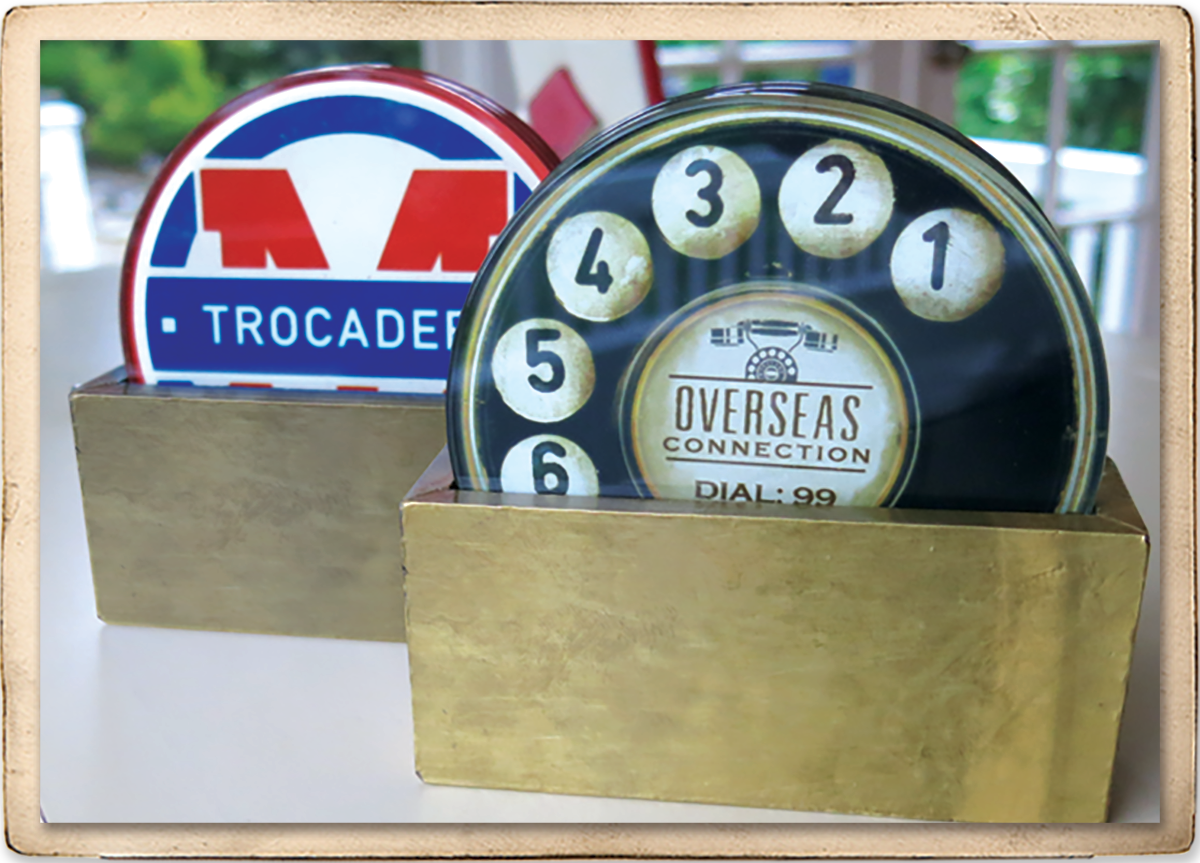 TROCADER
3
2
4
1
5
6
OVERSEAS
CONNECTION
DIAL: 99